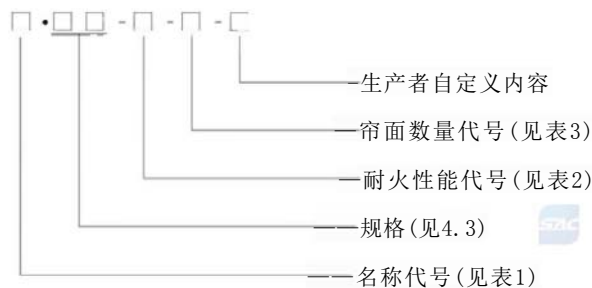 □·□□-□-□-□
生产者自定义内容
帘面数量代号(见表3)
耐火性能代号(见表2)
规格(见4.3)
名称代号(见表1)
SAC